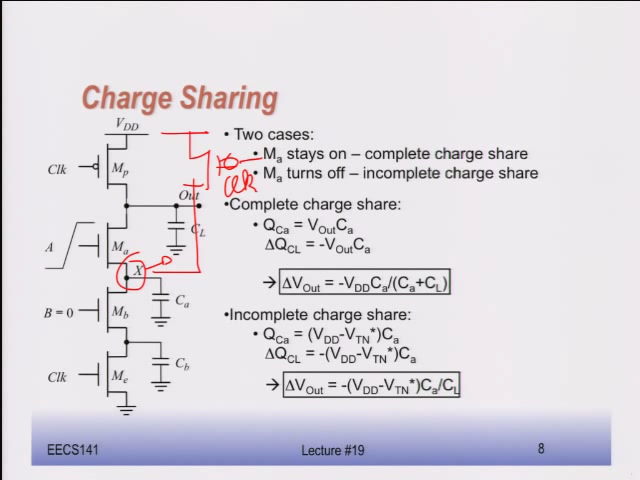 Charge Sharing
VDD
Clk
Mp
Out
CL
A
Ma
X
Ca
B = 0
Mb
Cb
Clk
Me
Clk
• Two cases:
• Ma stays on – complete charge share
• Ma turns off – incomplete charge share
•Complete charge share:
• QCa = VOutCa
ΔQCL = -VOutCa
→ ΔVOut = -VDDCa/(Ca+CL)
•Incomplete charge share:
• QCa = (VDD-VTN*)Ca
ΔQCL = -(VDD-VTN*)Ca
→ ΔVOut = -(VDD-VTN*)Ca/CL
EECS141
Lecture #19
8